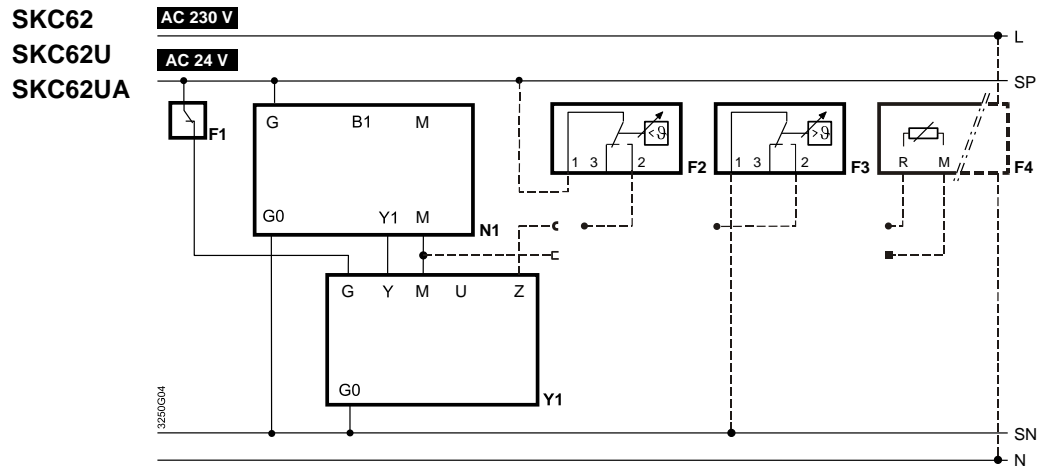 SKC62 AC 230 V
L
SKC62U AC 24 V
SP
SKC62UA
F1
G B1 M
<ϑ >ϑ
1 3 2 F2 1 3 2 F3 R M F4
G0 Y1 M N1
G Y M U Z
G0 Y1
3250G04
SN
N